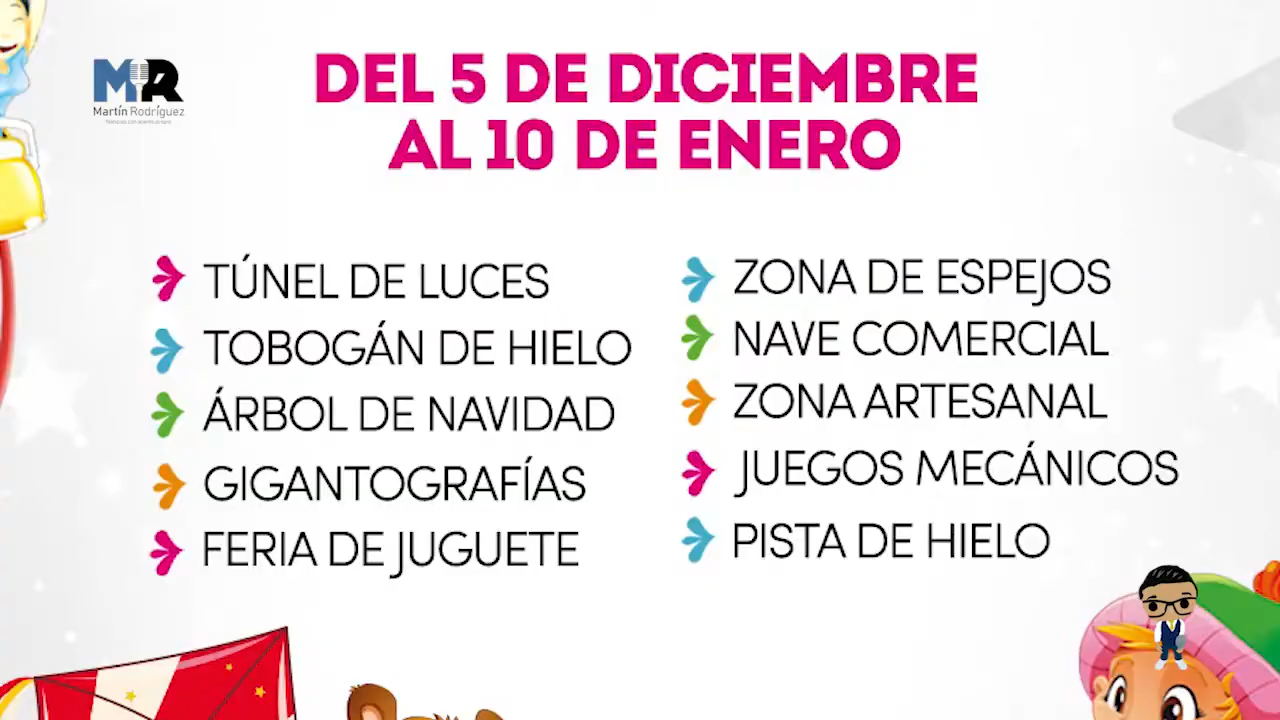 MR
Martín Rodríguez
DEL 5 DE DICIEMBRE
AL 10 DE ENERO
TÚNEL DE LUCES
TOBOGÁN DE HIELO
ÁRBOL DE NAVIDAD
GIGANTOGRAFÍAS
FERIA DE JUGUETE
ZONA DE ESPEJOS
NAVE COMERCIAL
ZONA ARTESANAL
JUEGOS MECÁNICOS
PISTA DE HIELO